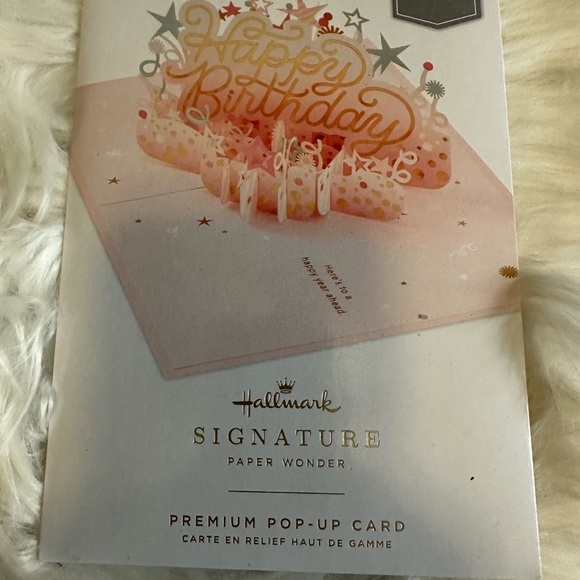 Happy
Birthday
Here's to a
happy year ahead.
Hallmark
SIGNATURE
PAPER WONDER
PREMIUM POP-UP CARD
CARTE EN RELIEF HAUT DE GAMME